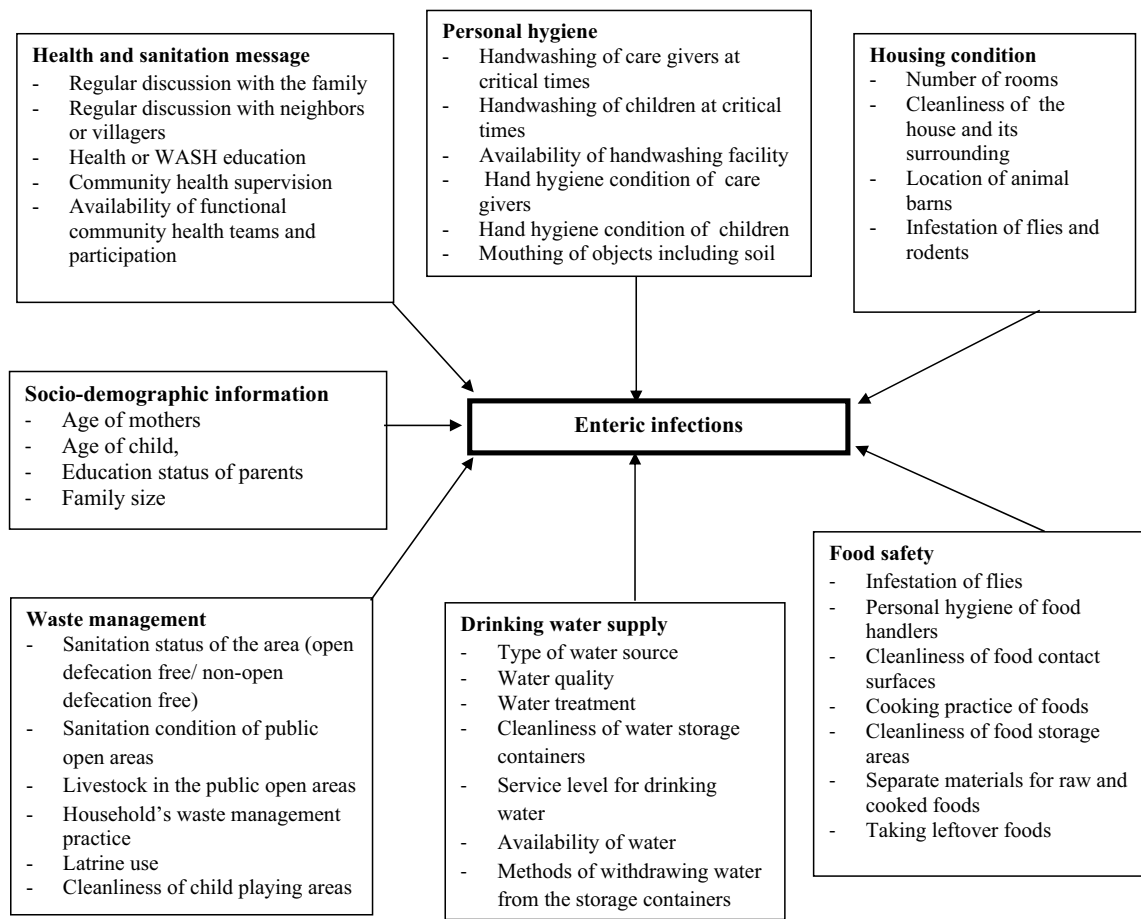 Health and sanitation message
- Regular discussion with the family
- Regular discussion with neighbors
or villagers
- Health or WASH education
- Community health supervision
- Availability of functional
community health teams and
participation
Personal hygiene
- Handwashing of care givers at
critical times
- Handwashing of children at critical
times
- Availability of handwashing facility
- Hand hygiene condition of care
givers
- Hand hygiene condition of children
- Mouthing of objects including soil
Housing condition
- Number of rooms
- Cleanliness of the
house and its
surrounding
- Location of animal
barns
- Infestation of flies and
rodents
Socio-demographic information
- Age of mothers
- Age of child,
- Education status of parents
- Family size
Enteric infections
Waste management
- Sanitation status of the area (open
defecation free/ non-open
defecation free)
- Sanitation condition of public
open areas
- Livestock in the public open areas
- Household’s waste management
practice
- Latrine use
- Cleanliness of child playing areas
Drinking water supply
- Type of water source
- Water quality
- Water treatment
- Cleanliness of water storage
containers
- Service level for drinking
water
- Availability of water
- Methods of withdrawing water
from the storage containers
Food safety
- Infestation of flies
- Personal hygiene of food
handlers
- Cleanliness of food contact
surfaces
- Cooking practice of foods
- Cleanliness of food storage
areas
- Separate materials for raw and
cooked foods
- Taking leftover foods